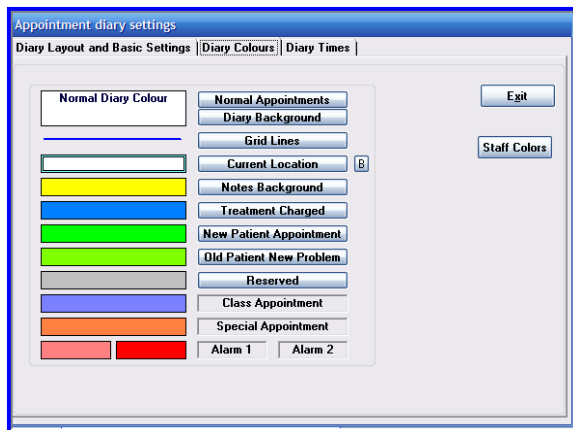 Appointment diary settings
Diary Layout and Basic Settings Diary Colours Diary Times
Normal Diary Colour
Normal Appointments
Diary Background
Exit
Grid Lines
Staff Colors
Current Location B
Notes Background
Treatment Charged
New Patient Appointment
Old Patient New Problem
Reserved
Class Appointment
Special Appointment
Alarm 1 Alarm 2